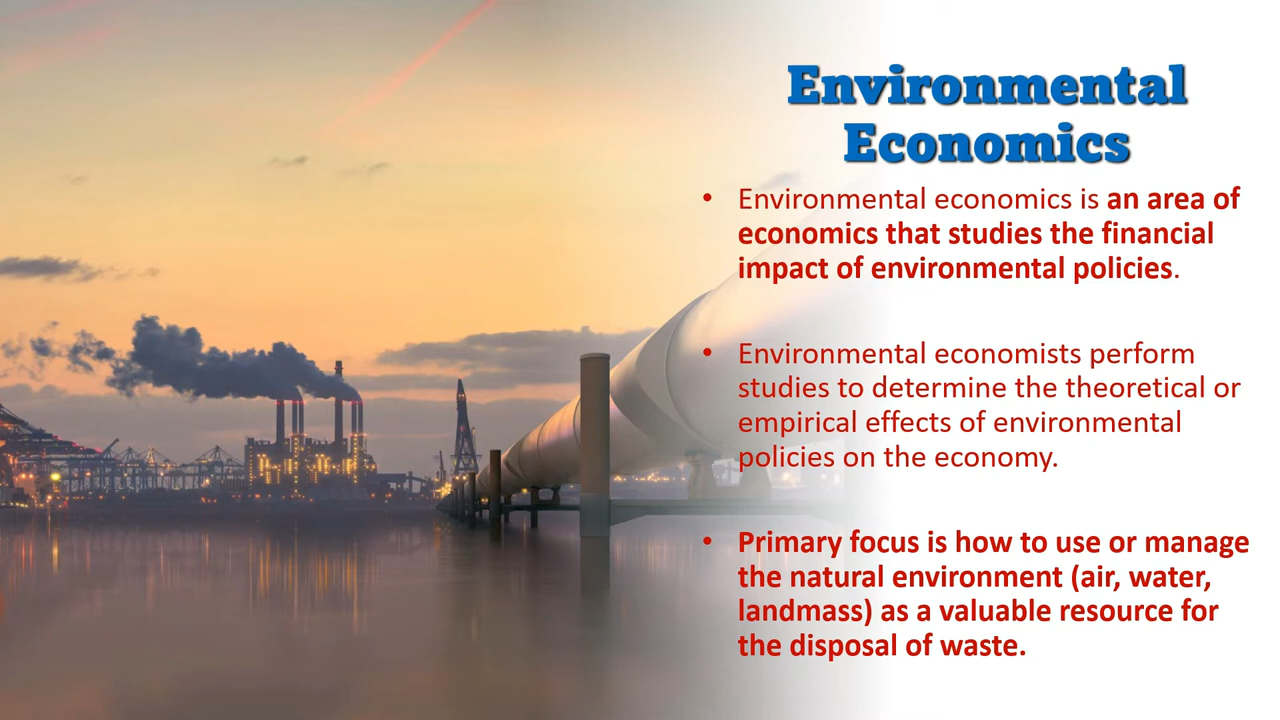 Environmental
Economics
• Environmental economics is an area of
economics that studies the financial
impact of environmental policies.
• Environmental economists perform
studies to determine the theoretical or
empirical effects of environmental
policies on the economy.
• Primary focus is how to use or manage
the natural environment (air, water,
landmass) as a valuable resource for
the disposal of waste.